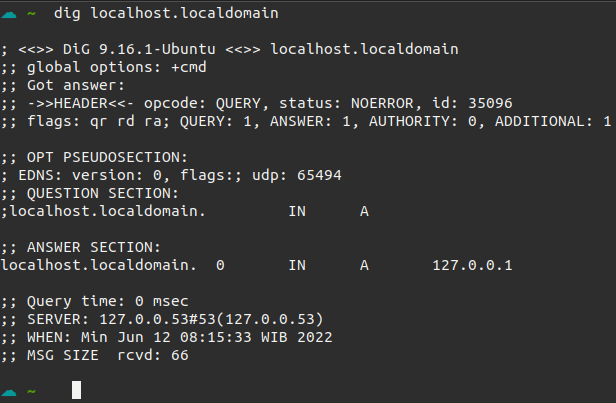 ~ dig localhost.localdomain
; <<>> DiG 9.16.1-Ubuntu <<>> localhost.localdomain
;; global options: +cmd
;; Got answer:
;; ->>HEADER<<- opcode: QUERY, status: NOERROR, id: 35096
;; flags: qr rd ra; QUERY: 1, ANSWER: 1, AUTHORITY: 0, ADDITIONAL: 1
;; OPT PSEUDOSECTION:
; EDNS: version: 0, flags:; udp: 65494
;; QUESTION SECTION:
;localhost.localdomain. IN A
;; ANSWER SECTION:
localhost.localdomain. 0 IN A 127.0.0.1
;; Query time: 0 msec
;; SERVER: 127.0.0.53#53(127.0.0.53)
;; WHEN: Min Jun 12 08:15:33 WIB 2022
;; MSG SIZE rcvd: 66
~